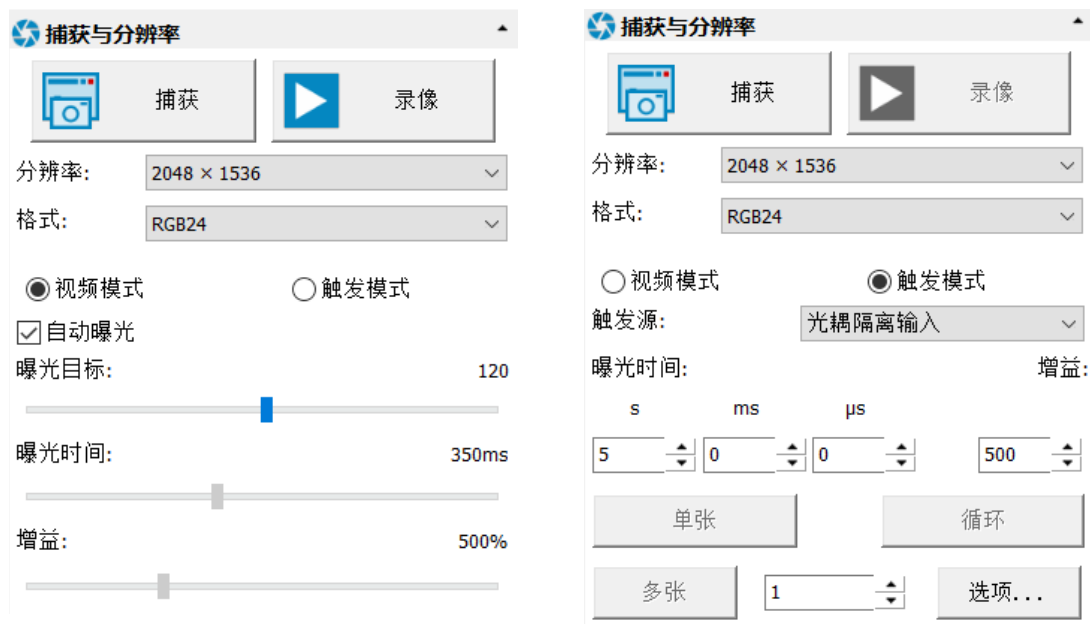 捕获与分辨率
捕获 录像
分辨率: 2048 × 1536
格式: RGB24
视频模式 触发模式
自动曝光
曝光目标: 120
曝光时间: 350ms
增益: 500%
捕获与分辨率
捕获 录像
分辨率: 2048 × 1536
格式: RGB24
视频模式 触发模式
触发源: 光耦隔离输入
曝光时间: 增益:
s ms µs
5 0 0 500
单张 循环
多张 1 选项...